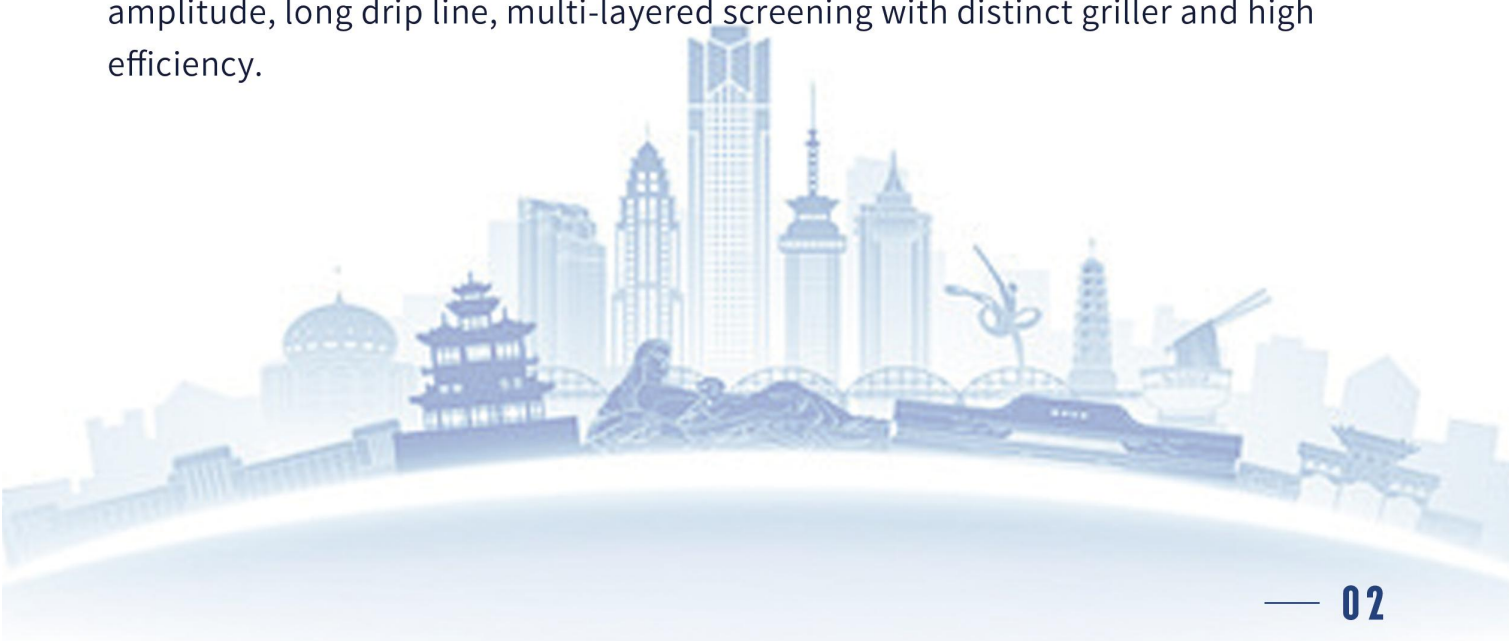 amplitude, long drip line, multi-layered screening with distinct griller and high
efficiency.
02